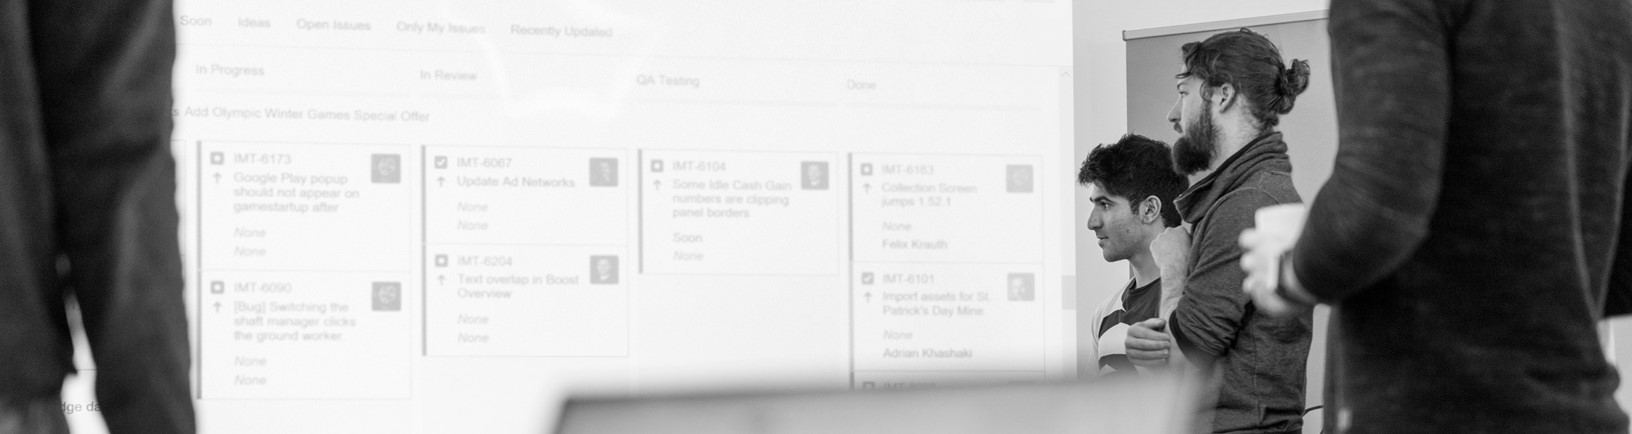 Soon Ideas Open Issues Only My Issues Recently Updated
In Progress In Review QA Testing Done
s Add Olympic Winter Games Special Offer
IMT-6173
Google Play popup
should not appear on
gamestartup after
None
None
IMT-6090
[Bug] Switching the
shaft manager clicks
the ground worker
None
None
IMT-6067
Update Ad Networks
None
None
IMT-6204
Text overlap in Boost
Overview
None
None
IMT-6104
Some Idle Cash Gain
numbers are clipping
panel borders
Soon
None
IMT-6163
Collection Screen
jumps 1.52.1
None
Felix Krauth
IMT-6101
Import assets for St.
Patrick's Day Mine
None
Adrian Khashaki
dge da